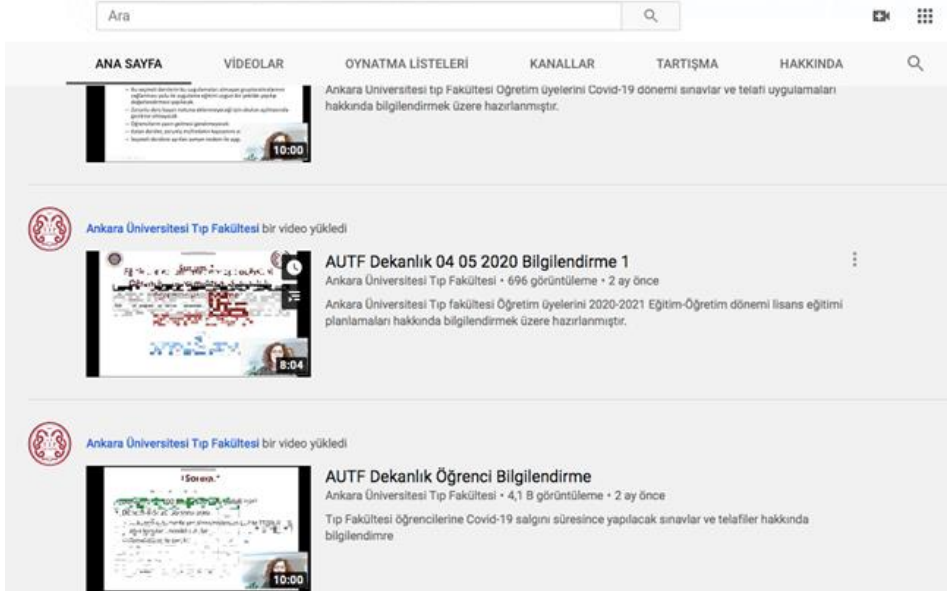 Ara
ANA SAYFA VİDEOLAR OYNATMA LİSTELERİ KANALLAR TARTIŞMA HAKKINDA
Ankara Üniversitesi tıp Fakültesi Öğretim üyelerini Covid-19 dönemi sınavlar ve telafi uygulamaları
hakkında bilgilendirmek üzere hazırlanmıştır.
10:00
Ankara Üniversitesi Tıp Fakültesi bir video yükledi
AUTF Dekanlık 04 05 2020 Bilgilendirme 1
Ankara Üniversitesi Tıp Fakültesi • 696 görüntüleme • 2 ay önce
Ankara Üniversitesi Tıp fakültesi Öğretim üyelerini 2020-2021 Eğitim-Öğretim dönemi lisans eğitimi
planlamaları hakkında bilgilendirmek üzere hazırlanmıştır.
8:04
Ankara Üniversitesi Tıp Fakültesi bir video yükledi
AUTF Dekanlık Öğrenci Bilgilendirme
Ankara Üniversitesi Tıp Fakültesi • 4,1 B görüntüleme • 2 ay önce
Tıp Fakültesi öğrencilerine Covid-19 salgını süresince yapılacak sınavlar ve telafiler hakkında
bilgilendimre
10:00